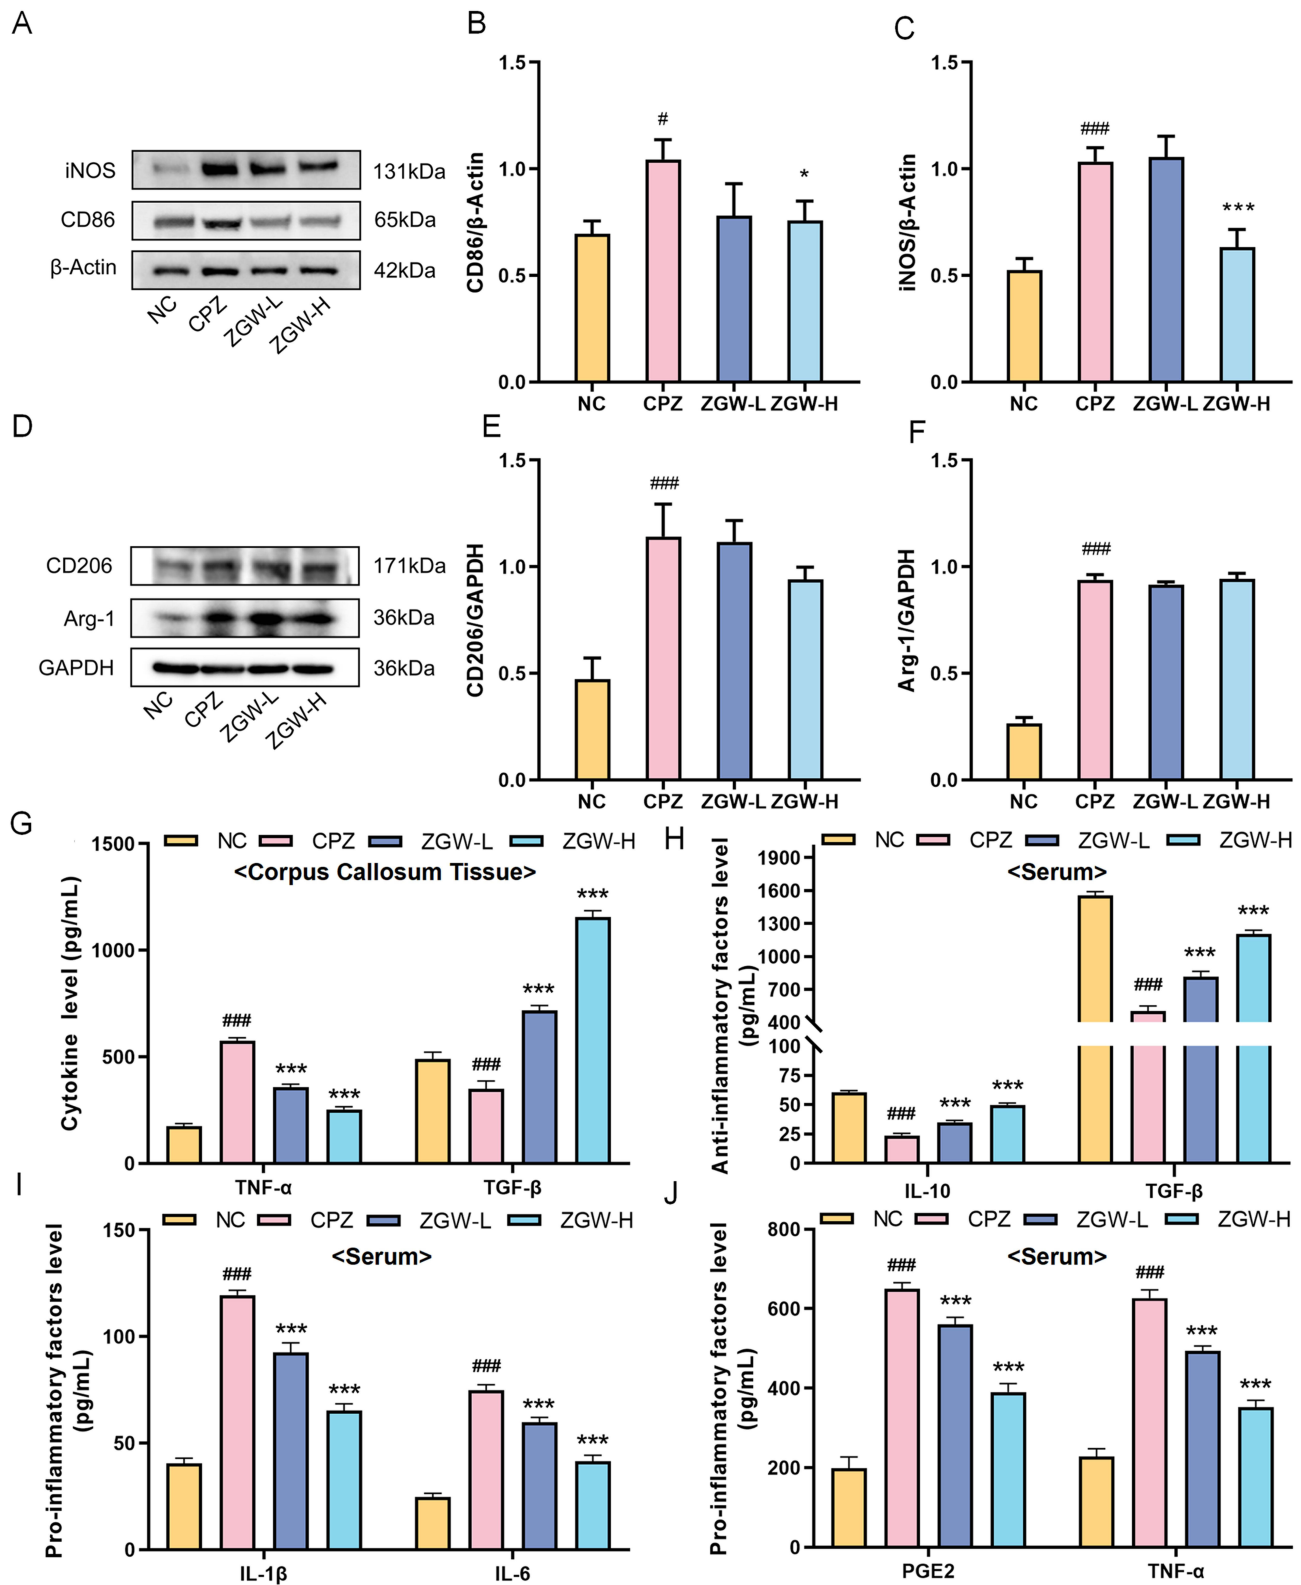 A
iNOS
131kDa
CD86
65kDa
β-Actin
42kDa
NC
CPZ
ZGW-L
ZGW-H
B
CD86/β-Actin
1.5
1.0
0.5
0.0
#
*
NC
CPZ
ZGW-L
ZGW-H
C
iNOS/β-Actin
1.5
1.0
0.5
0.0
###
***
NC
CPZ
ZGW-L
ZGW-H
D
CD206
171kDa
Arg-1
36kDa
GAPDH
36kDa
NC
CPZ
ZGW-L
ZGW-H
E
CD206/GAPDH
1.5
1.0
0.5
0.0
###
NC
CPZ
ZGW-L
ZGW-H
F
Arg-1/GAPDH
1.5
1.0
0.5
0.0
###
NC
CPZ
ZGW-L
ZGW-H
G
NC
CPZ
ZGW-L
ZGW-H
<Corpus Callosum Tissue>
Cytokine level (pg/mL)
1500
1000
500
0
###
***
***
###
***
***
TNF-α
TGF-β
H
NC
CPZ
ZGW-L
ZGW-H
<Serum>
Anti-inflammatory factors level
(pg/mL)
1900
1600
1300
1000
700
400
100
75
50
25
0
###
***
***
###
***
***
IL-10
TGF-β
I
NC
CPZ
ZGW-L
ZGW-H
<Serum>
Pro-inflammatory factors level
(pg/mL)
150
100
50
0
###
***
***
###
***
***
IL-1β
IL-6
J
NC
CPZ
ZGW-L
ZGW-H
<Serum>
Pro-inflammatory factors level
(pg/mL)
800
600
400
200
0
###
***
***
###
***
***
PGE2
TNF-α